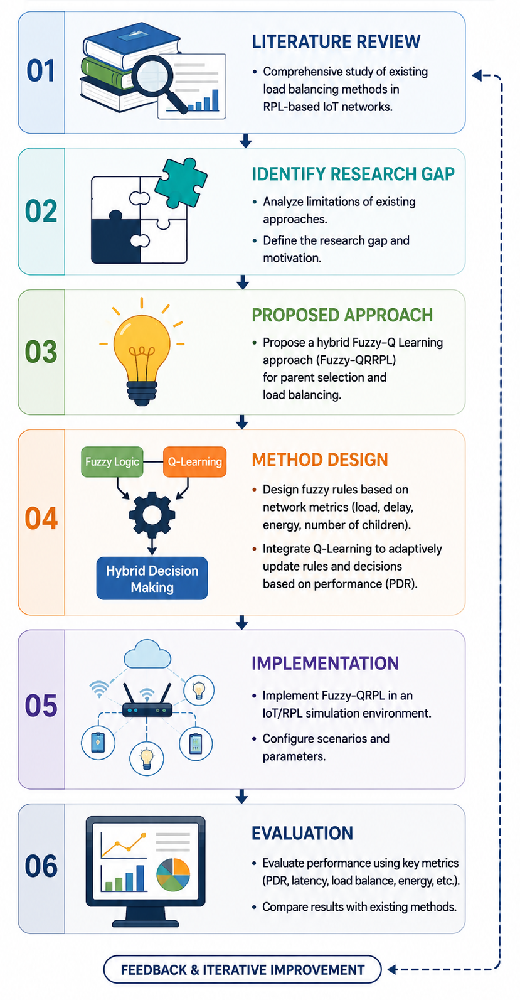 01
LITERATURE REVIEW
• Comprehensive study of existing
load balancing methods in
RPL-based IoT networks.
02
IDENTIFY RESEARCH GAP
• Analyze limitations of existing
approaches.
• Define the research gap and
motivation.
03
PROPOSED APPROACH
• Propose a hybrid Fuzzy–Q Learning
approach (Fuzzy-QRRPL)
for parent selection and
load balancing.
04
Fuzzy Logic
Q-Learning
Hybrid Decision
Making
METHOD DESIGN
• Design fuzzy rules based on
network metrics (load, delay,
energy, number of children).
• Integrate Q-Learning to adaptively
update rules and decisions
based on performance (PDR).
05
IMPLEMENTATION
• Implement Fuzzy-QRPL in an
IoT/RPL simulation environment.
• Configure scenarios and
parameters.
06
EVALUATION
• Evaluate performance using key metrics
(PDR, latency, load balance, energy, etc.).
• Compare results with existing methods.
FEEDBACK & ITERATIVE IMPROVEMENT